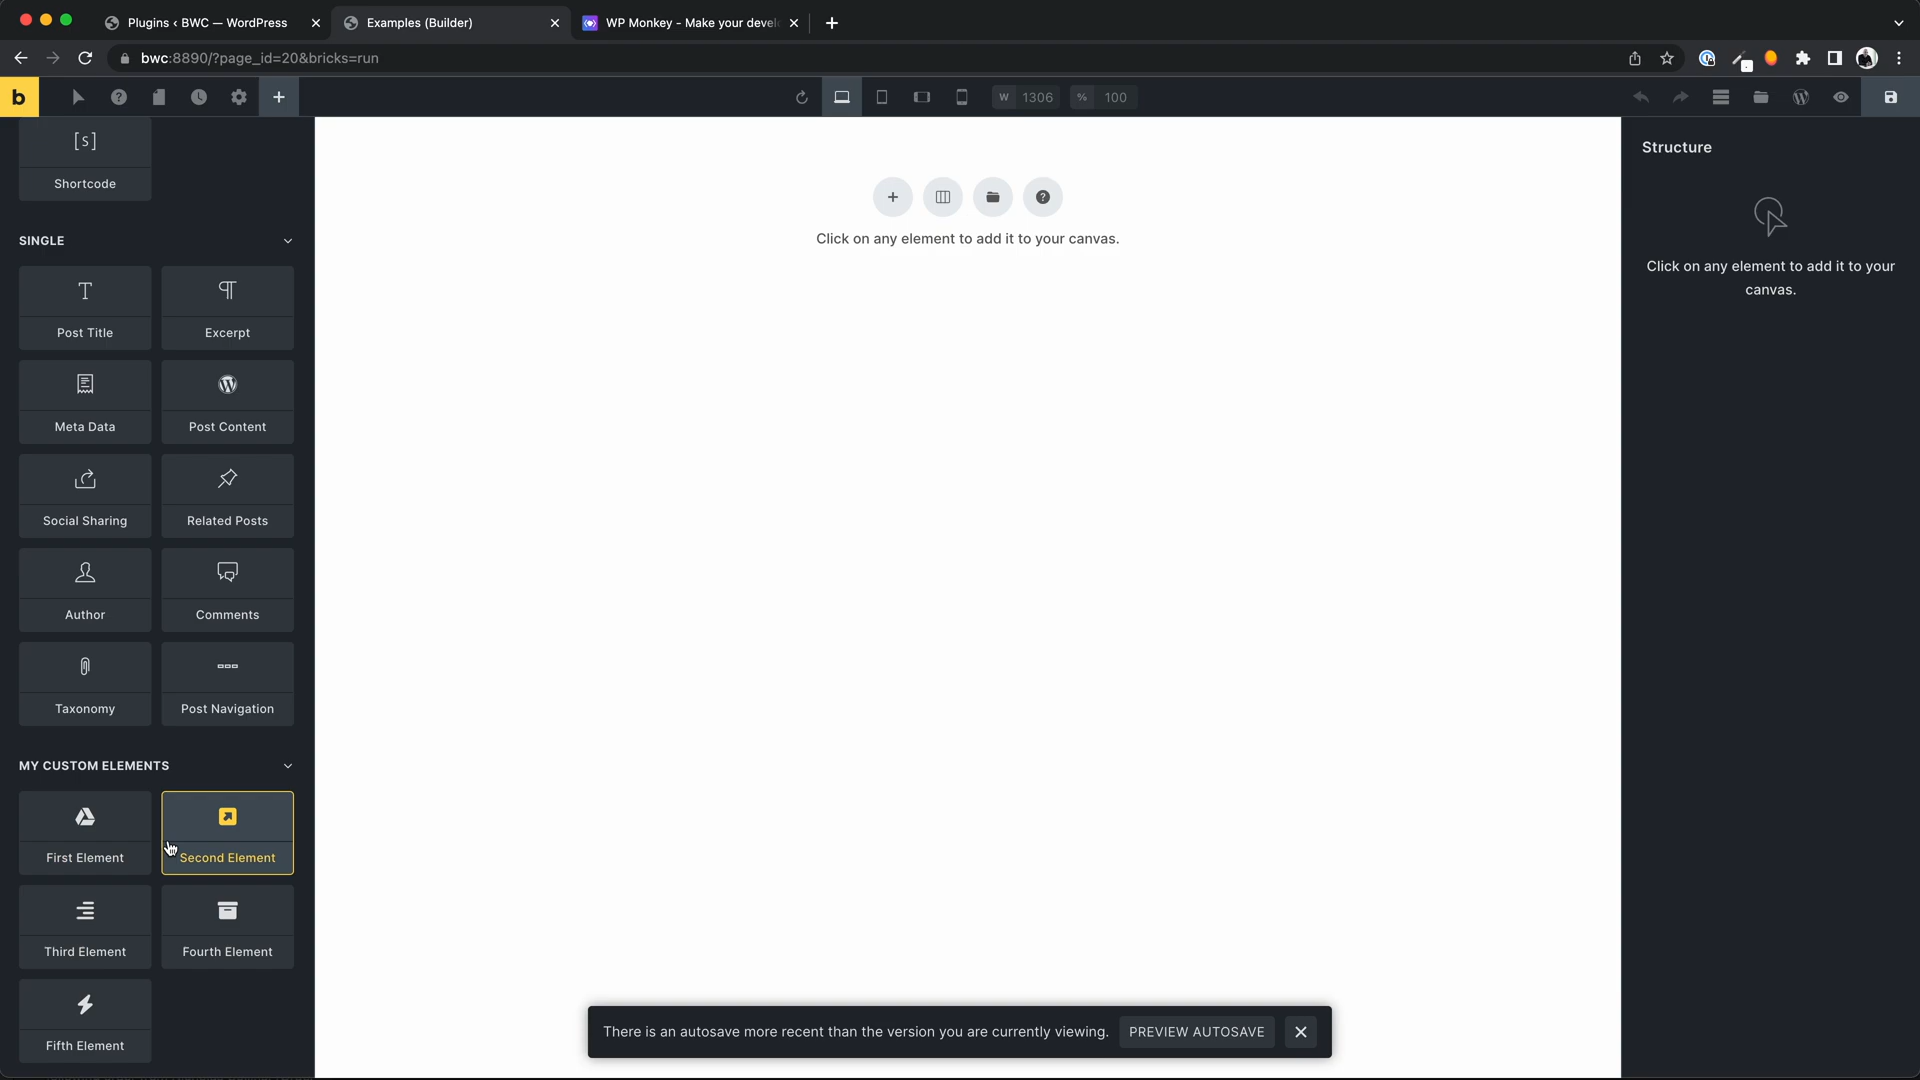 Plugins ‹ BWC — WordPress
Examples (Builder)
WP Monkey - Make your devel
bwc:8890/?page_id=20&bricks=run
b
W 1306
% 100
[s]
Shortcode
SINGLE
Post Title
Excerpt
Meta Data
Post Content
Social Sharing
Related Posts
Author
Comments
Taxonomy
Post Navigation
MY CUSTOM ELEMENTS
First Element
Second Element
Third Element
Fourth Element
Fifth Element
Click on any element to add it to your canvas.
Structure
Click on any element to add it to your
canvas.
There is an autosave more recent than the version you are currently viewing.
PREVIEW AUTOSAVE